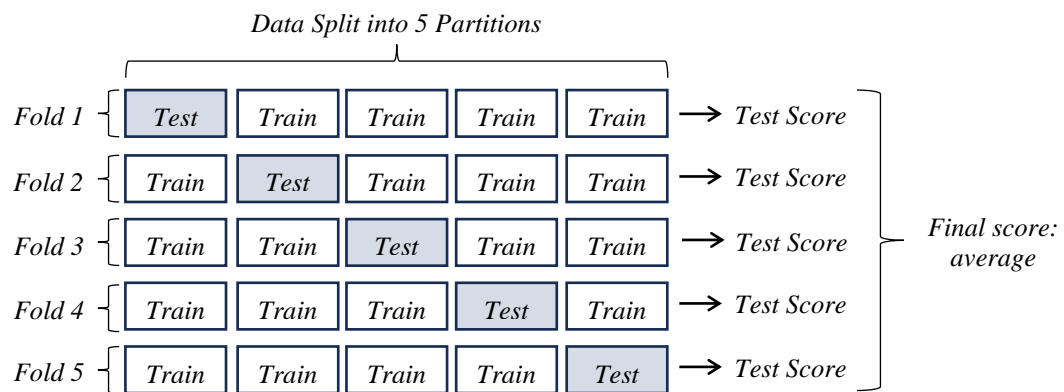 Data Split into 5 Partitions
Fold 1 Test Train Train Train Train Test Score
Fold 2 Train Test Train Train Train Test Score
Fold 3 Train Train Test Train Train Test Score
Fold 4 Train Train Train Test Train Test Score
Fold 5 Train Train Train Train Test Test Score
Final score:
average